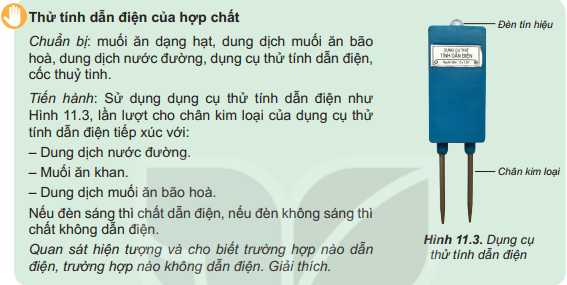 Thử tính dẫn điện của hợp chất
Chuẩn bị: muối ăn dạng hạt, dung dịch muối ăn bão
hoà, dung dịch nước đường, dụng cụ thử tính dẫn điện,
cốc thuỷ tinh.
Tiến hành: Sử dụng dụng cụ thử tính dẫn điện như
Hình 11.3, lần lượt cho chân kim loại của dụng cụ thử
tính dẫn điện tiếp xúc với:
– Dung dịch nước đường.
– Muối ăn khan.
– Dung dịch muối ăn bão hoà.
Nếu đèn sáng thì chất dẫn điện, nếu đèn không sáng thì
chất không dẫn điện.
Quan sát hiện tượng và cho biết trường hợp nào dẫn
điện, trường hợp nào không dẫn điện. Giải thích.
Đèn tín hiệu
DỤNG CỤ THỬ
TÍNH DẪN ĐIỆN
Chân kim loại
Hình 11.3. Dụng cụ
thử tính dẫn điện